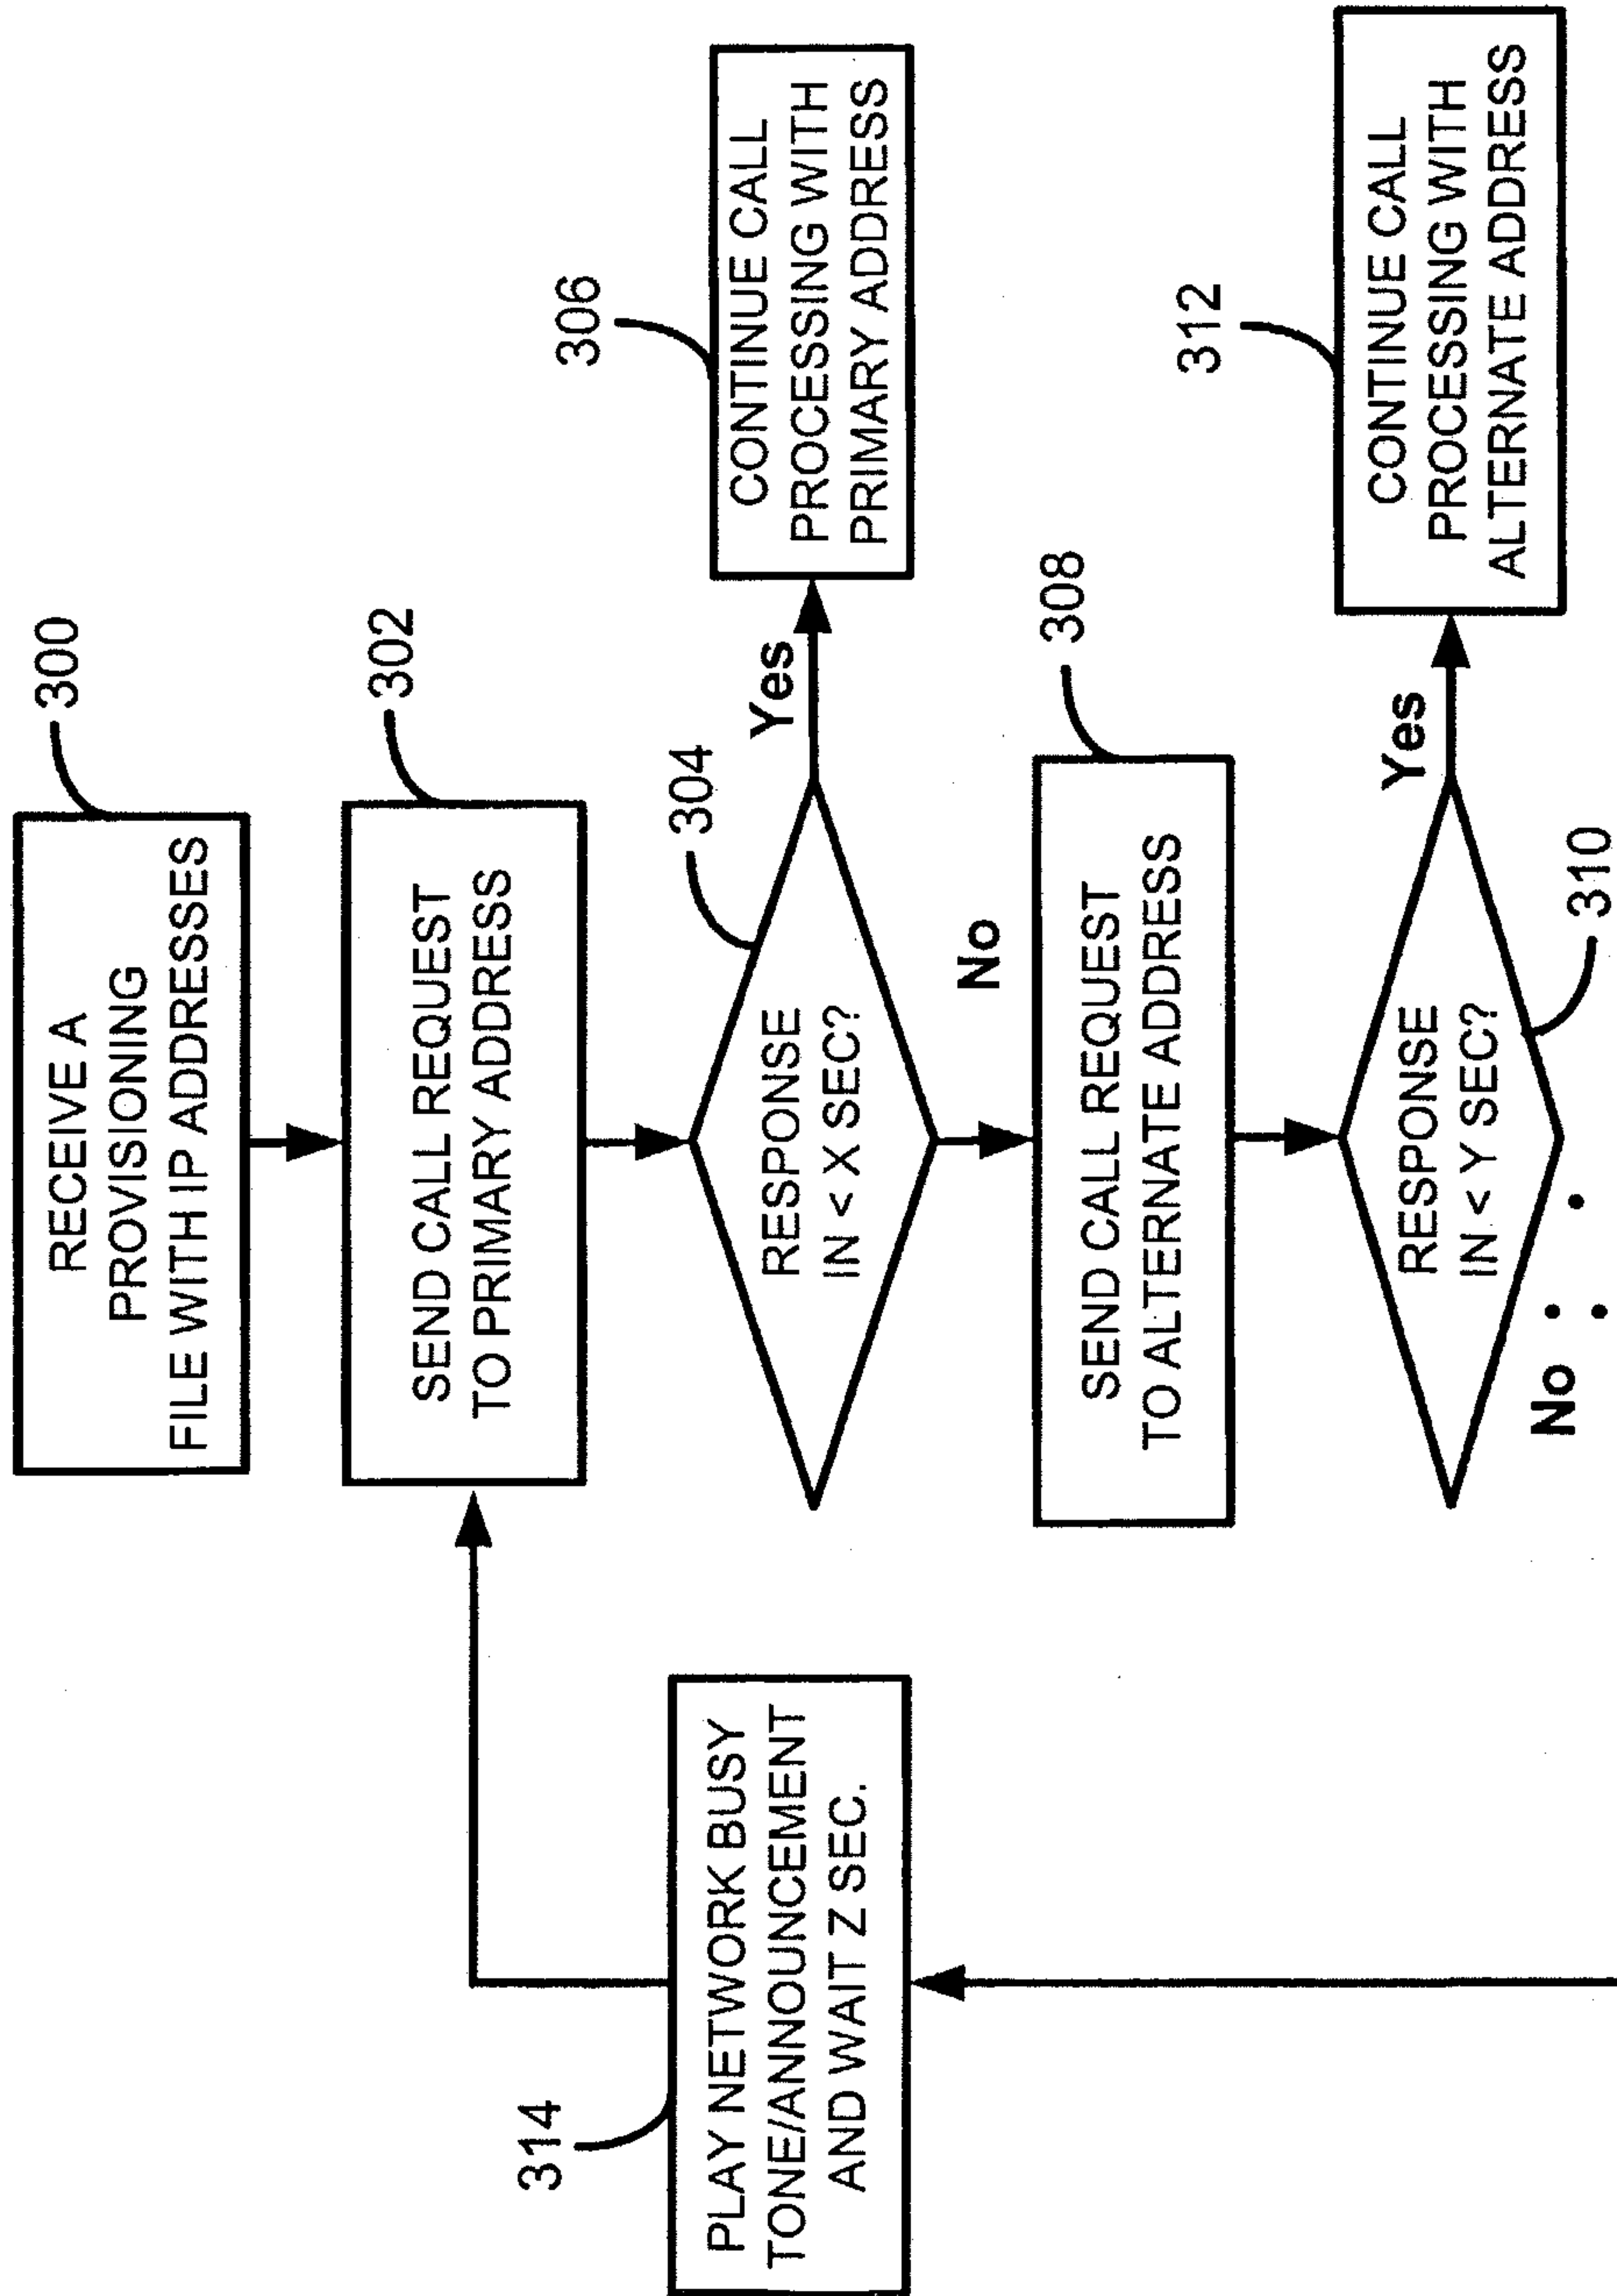 300
RECEIVE A
PROVISIONING
FILE WITH IP ADDRESSES
302
SEND CALL REQUEST
TO PRIMARY ADDRESS
304
RESPONSE
IN < X SEC?
Yes
306
CONTINUE CALL
PROCESSING WITH
PRIMARY ADDRESS
No
308
SEND CALL REQUEST
TO ALTERNATE ADDRESS
310
RESPONSE
IN < Y SEC?
Yes
312
CONTINUE CALL
PROCESSING WITH
ALTERNATE ADDRESS
No
314
PLAY NETWORK BUSY
TONE/ANNOUNCEMENT
AND WAIT Z SEC.